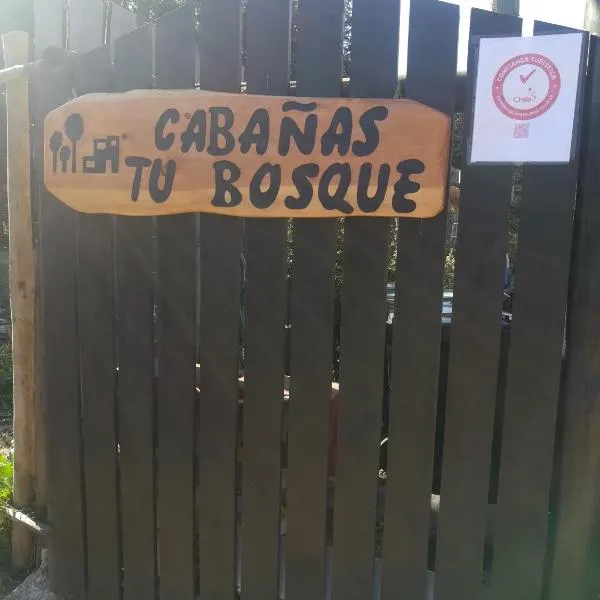 CABAÑAS
TU BOSQUE
CONFIANZA TURÍSTICA
Chile